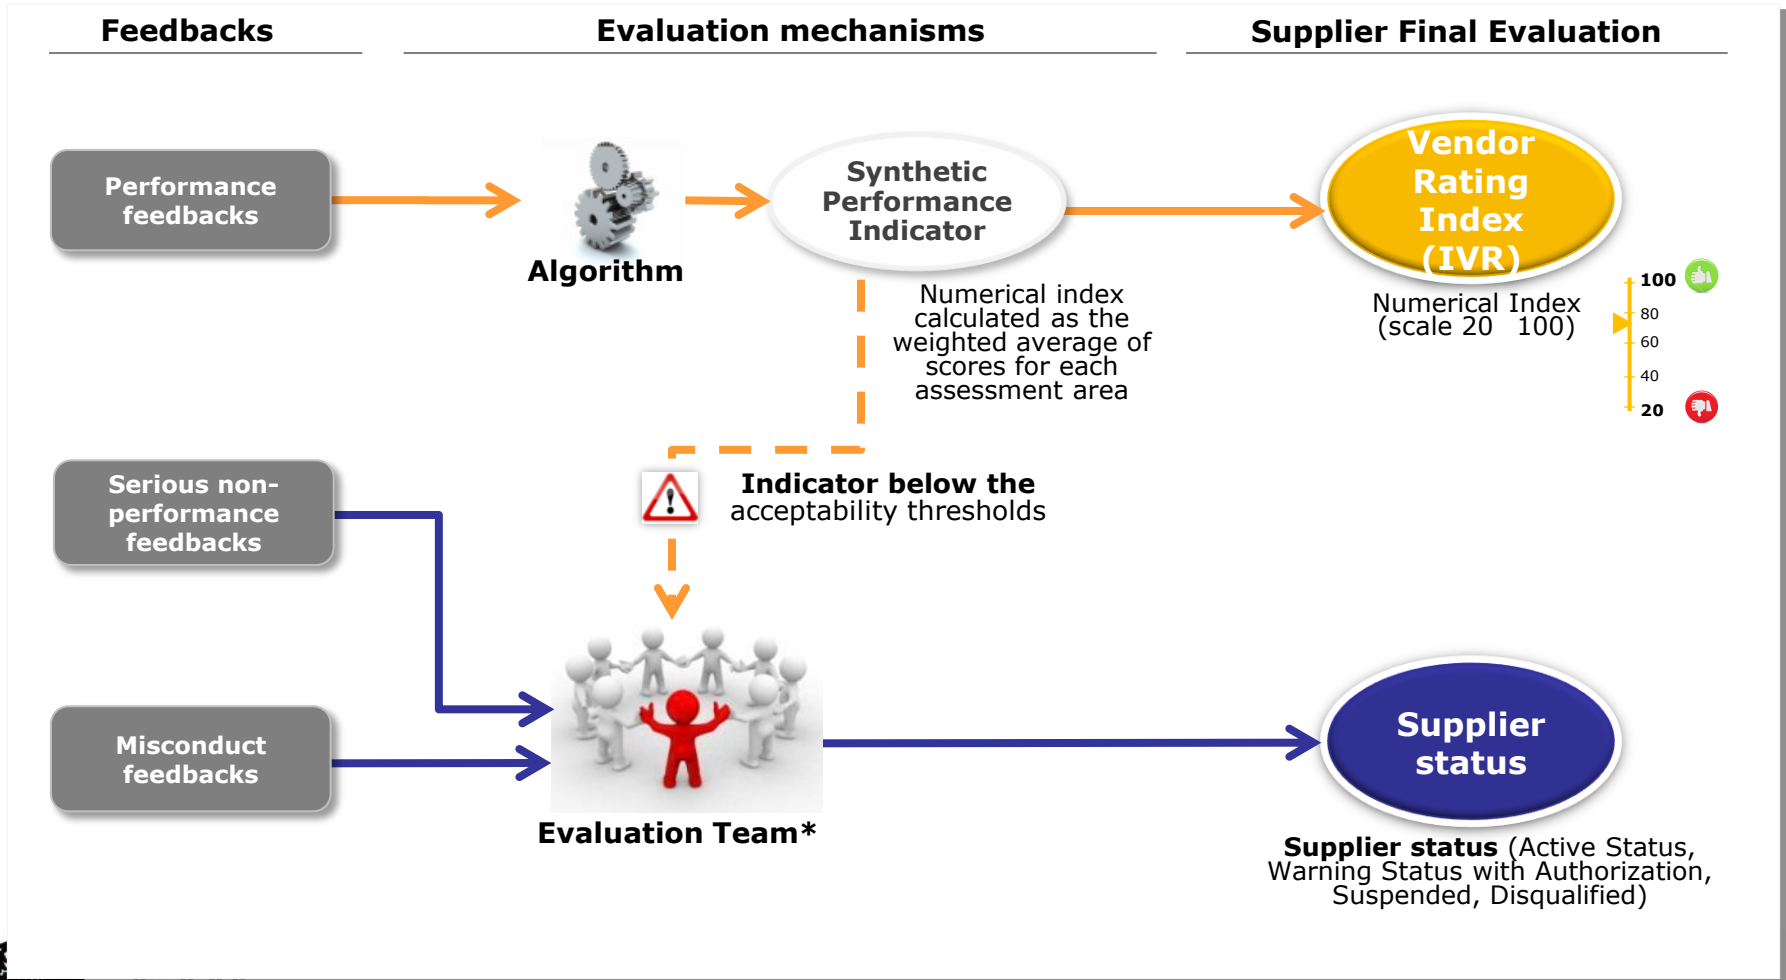 Feedbacks
Evaluation mechanisms
Supplier Final Evaluation
Performance
feedbacks
Algorithm
Synthetic
Performance
Indicator
Numerical index
calculated as the
weighted average of
scores for each
assessment area
Vendor
Rating
Index
(IVR)
Numerical Index
(scale 20 100)
100
80
60
40
20
Serious non-
performance
feedbacks
Indicator below the
acceptability thresholds
Misconduct
feedbacks
Evaluation Team*
Supplier
status
Supplier status (Active Status,
Warning Status with Authorization,
Suspended, Disqualified)